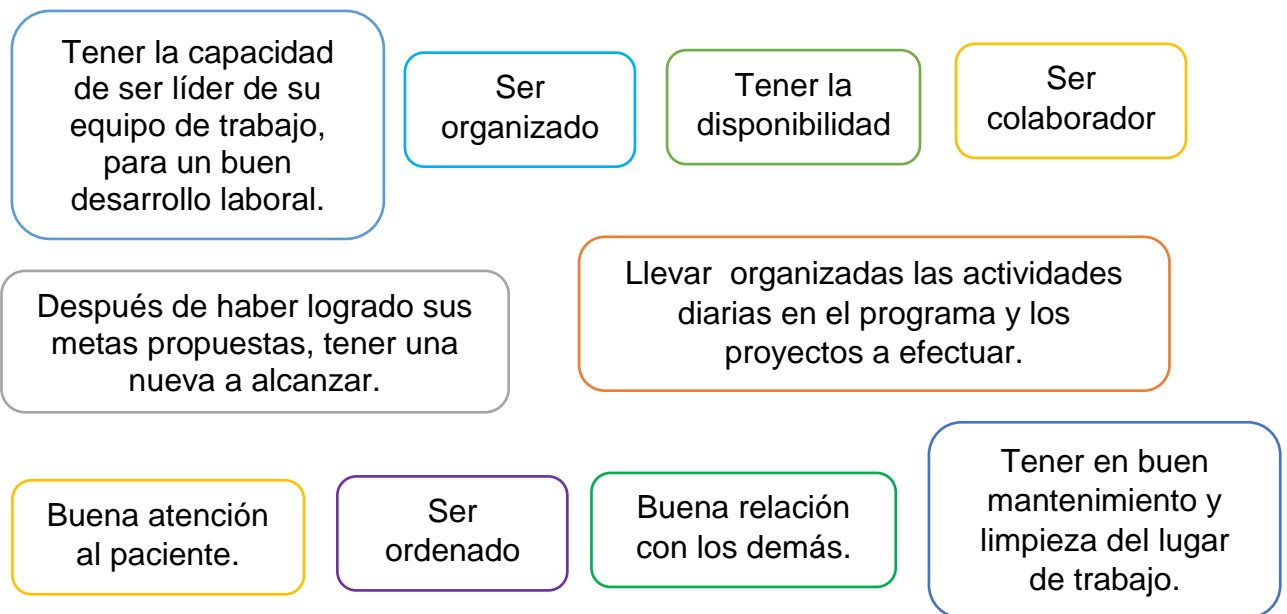 Tener la capacidad
de ser líder de su
equipo de trabajo,
para un buen
desarrollo laboral.
Ser
organizado
Tener la
disponibilidad
Ser
colaborador
Después de haber logrado sus
metas propuestas, tener una
nueva a alcanzar.
Llevar  organizadas las actividades
diarias en el programa y los
proyectos a efectuar.
Buena atención
al paciente.
Ser
ordenado
Buena relación
con los demás.
Tener en buen
mantenimiento y
limpieza del lugar
de trabajo.